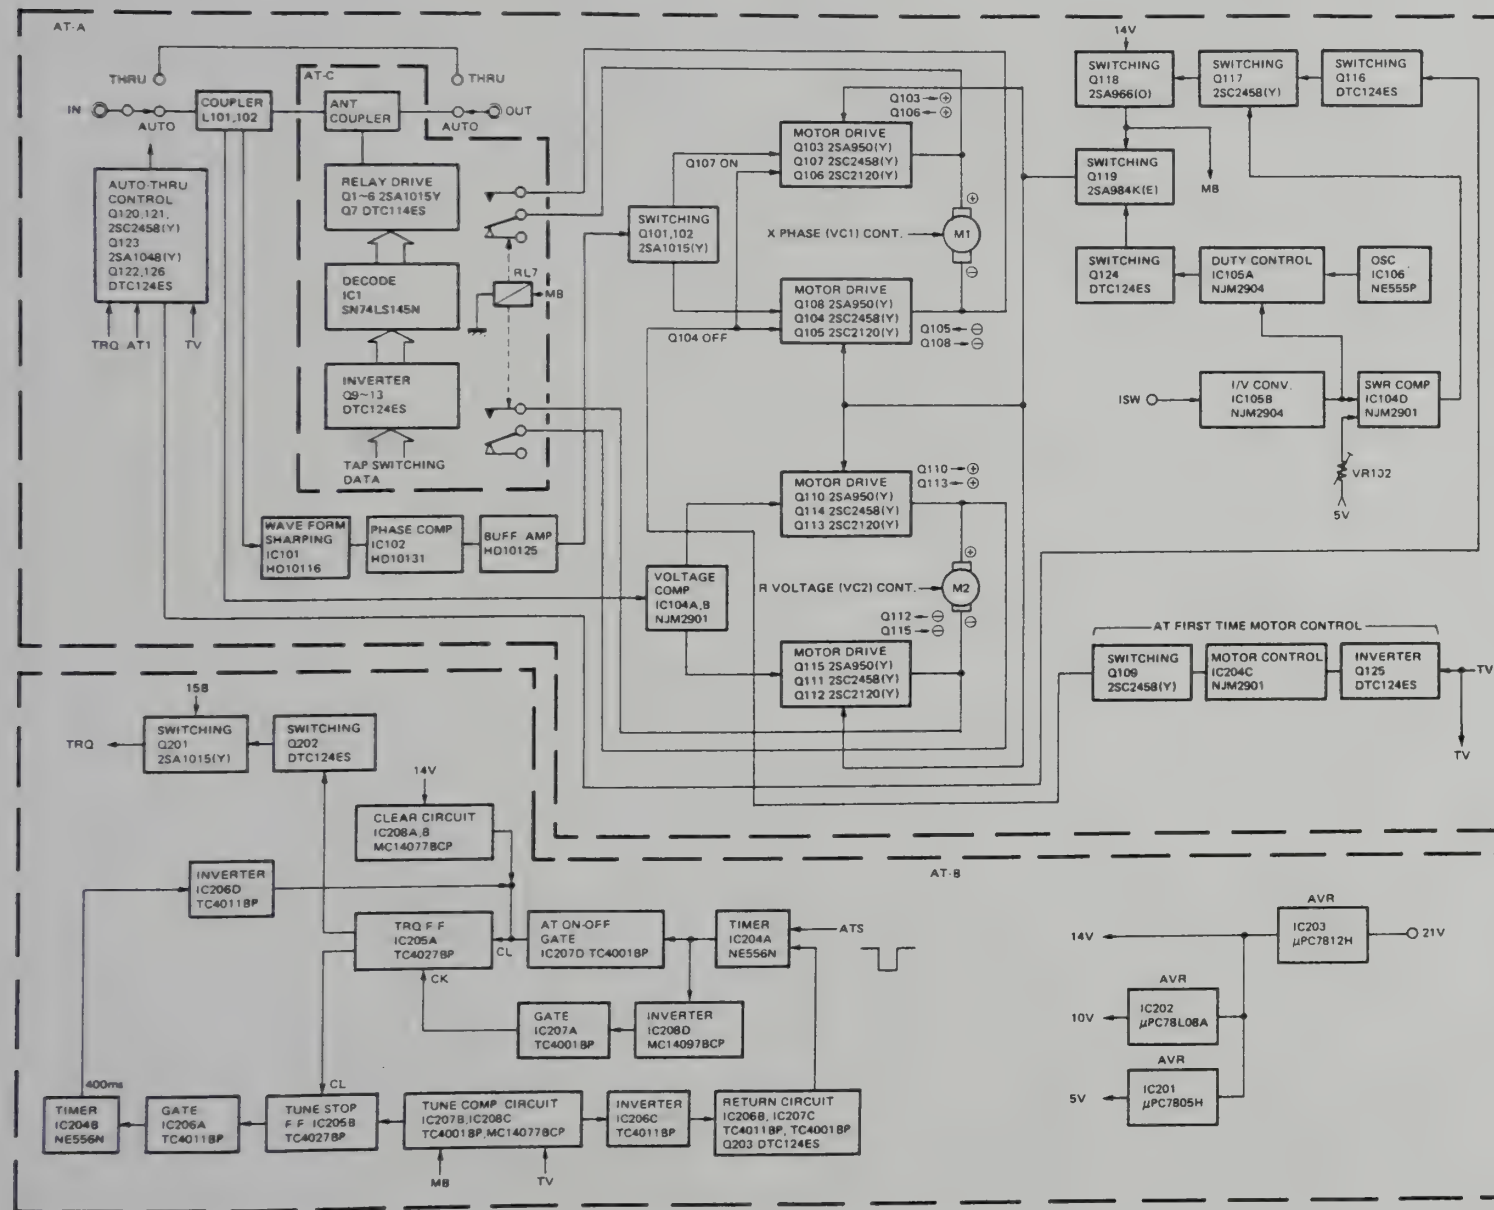 AT-A
THRU
THRU
IN
AUTO
COUPLER
L101,102
AT-C
ANT
COUPLER
AUTO
OUT
AUTO-THRU
CONTROL
Q120,121,
2SC2458(Y)
Q123
2SA1048(Y)
Q122,126
DTC124ES
TRQ
AT1
TV
RELAY DRIVE
Q1~6 2SA1015Y
Q7 DTC114ES
DECODE
IC1
SN74LS145N
INVERTER
Q9~13
DTC124ES
TAP SWITCHING
DATA
RL7
MB
WAVE FORM
SHARPING
IC101
HD10116
PHASE COMP
IC102
HD10131
BUFF AMP
HD10125
SWITCHING
Q101,102
2SA1015(Y)
Q107 ON
Q104 OFF
Q103→⊕
Q106←⊕
MOTOR DRIVE
Q103 2SA950(Y)
Q107 2SC2458(Y)
Q106 2SC2120(Y)
X PHASE (VC1) CONT.
M1
⊕
⊖
MOTOR DRIVE
Q108 2SA950(Y)
Q104 2SC2458(Y)
Q105 2SC2120(Y)
Q105←⊖
Q108→⊖
VOLTAGE
COMP
IC104A,B
NJM2901
MOTOR DRIVE
Q110 2SA950(Y)
Q114 2SC2458(Y)
Q113 2SC2120(Y)
Q110→⊕
Q113←⊕
R VOLTAGE (VC2) CONT.
M2
⊕
⊖
Q112←⊖
Q115→⊖
MOTOR DRIVE
Q115 2SA950(Y)
Q111 2SC2458(Y)
Q112 2SC2120(Y)
14V
SWITCHING
Q118
2SA966(O)
SWITCHING
Q117
2SC2458(Y)
SWITCHING
Q116
DTC124ES
SWITCHING
Q119
2SA984K(E)
MB
SWITCHING
Q124
DTC124ES
DUTY CONTROL
IC105A
NJM2904
OSC
IC106
NE555P
ISW
I/V CONV.
IC105B
NJM2904
SWR COMP
IC104D
NJM2901
VR102
5V
AT FIRST TIME MOTOR CONTROL
SWITCHING
Q109
2SC2458(Y)
MOTOR CONTROL
IC204C
NJM2901
INVERTER
Q125
DTC124ES
TV
TV
15B
TRQ
SWITCHING
Q201
2SA1015(Y)
SWITCHING
Q202
DTC124ES
14V
CLEAR CIRCUIT
IC208A,B
MC14077BCP
INVERTER
IC206D
TC4011BP
TRQ F.F
IC205A
TC4027BP
CL
CK
AT ON-OFF
GATE
IC207D TC4001BP
TIMER
IC204A
NE556N
ATS
GATE
IC207A
TC4001BP
INVERTER
IC208D
MC14097BCP
400ms
TIMER
IC204B
NE556N
GATE
IC206A
TC4011BP
CL
TUNE STOP
F.F IC205B
TC4027BP
TUNE COMP CIRCUIT
IC207B,IC208C
TC4001BP,MC14077BCP
MB
TV
INVERTER
IC206C
TC4011BP
RETURN CIRCUIT
IC206B, IC207C
TC4011BP, TC4001BP
Q203 DTC124ES
AT-B
AVR
IC203
μPC7812H
21V
14V
AVR
IC202
μPC78L08A
10V
AVR
IC201
μPC7805H
5V